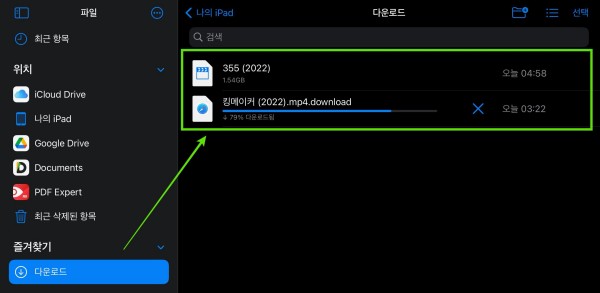 파일
최근 항목
위치
iCloud Drive
나의 iPad
Google Drive
Documents
PDF Expert
최근 삭제된 항목
즐겨찾기
다운로드
나의 iPad
다운로드
선택
검색
355 (2022)
1.54GB
오늘 04:58
킹메이커 (2022).mp4.download
↓ 79% 다운로드됨
오늘 03:22